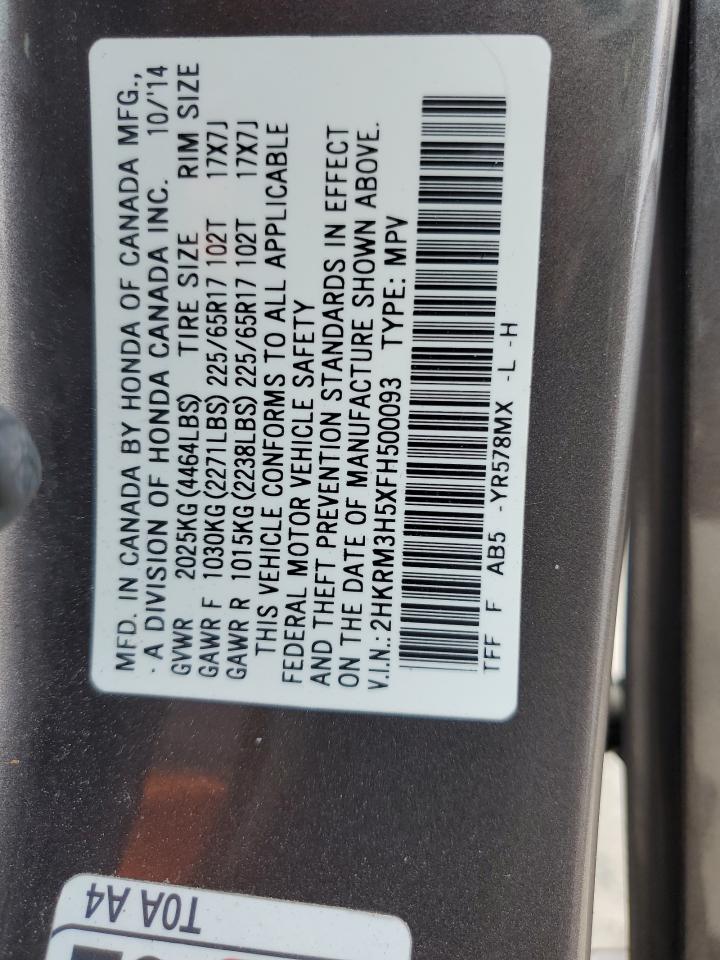 MFD. IN CANADA BY HONDA OF CANADA MFG.,
· A DIVISION OF HONDA CANADA INC. 10/'14
GVWR 2025KG(4464LBS) TIRE SIZE RIM SIZE
GAWR F 1030KG(2271LBS) 225/65R17 102T 17X7J
GAWR R 1015KG(2238LBS) 225/65R17 102T 17X7J
THIS VEHICLE CONFORMS TO ALL APPLICABLE
FEDERAL MOTOR VEHICLE SAFETY
AND THEFT PREVENTION STANDARDS IN EFFECT
ON THE DATE OF MANUFACTURE SHOWN ABOVE.
V.I.N.: 2HKRM3H5XFH500093 TYPE: MPV
TFF F AB5 -YR578MX -L -H
T0A A4